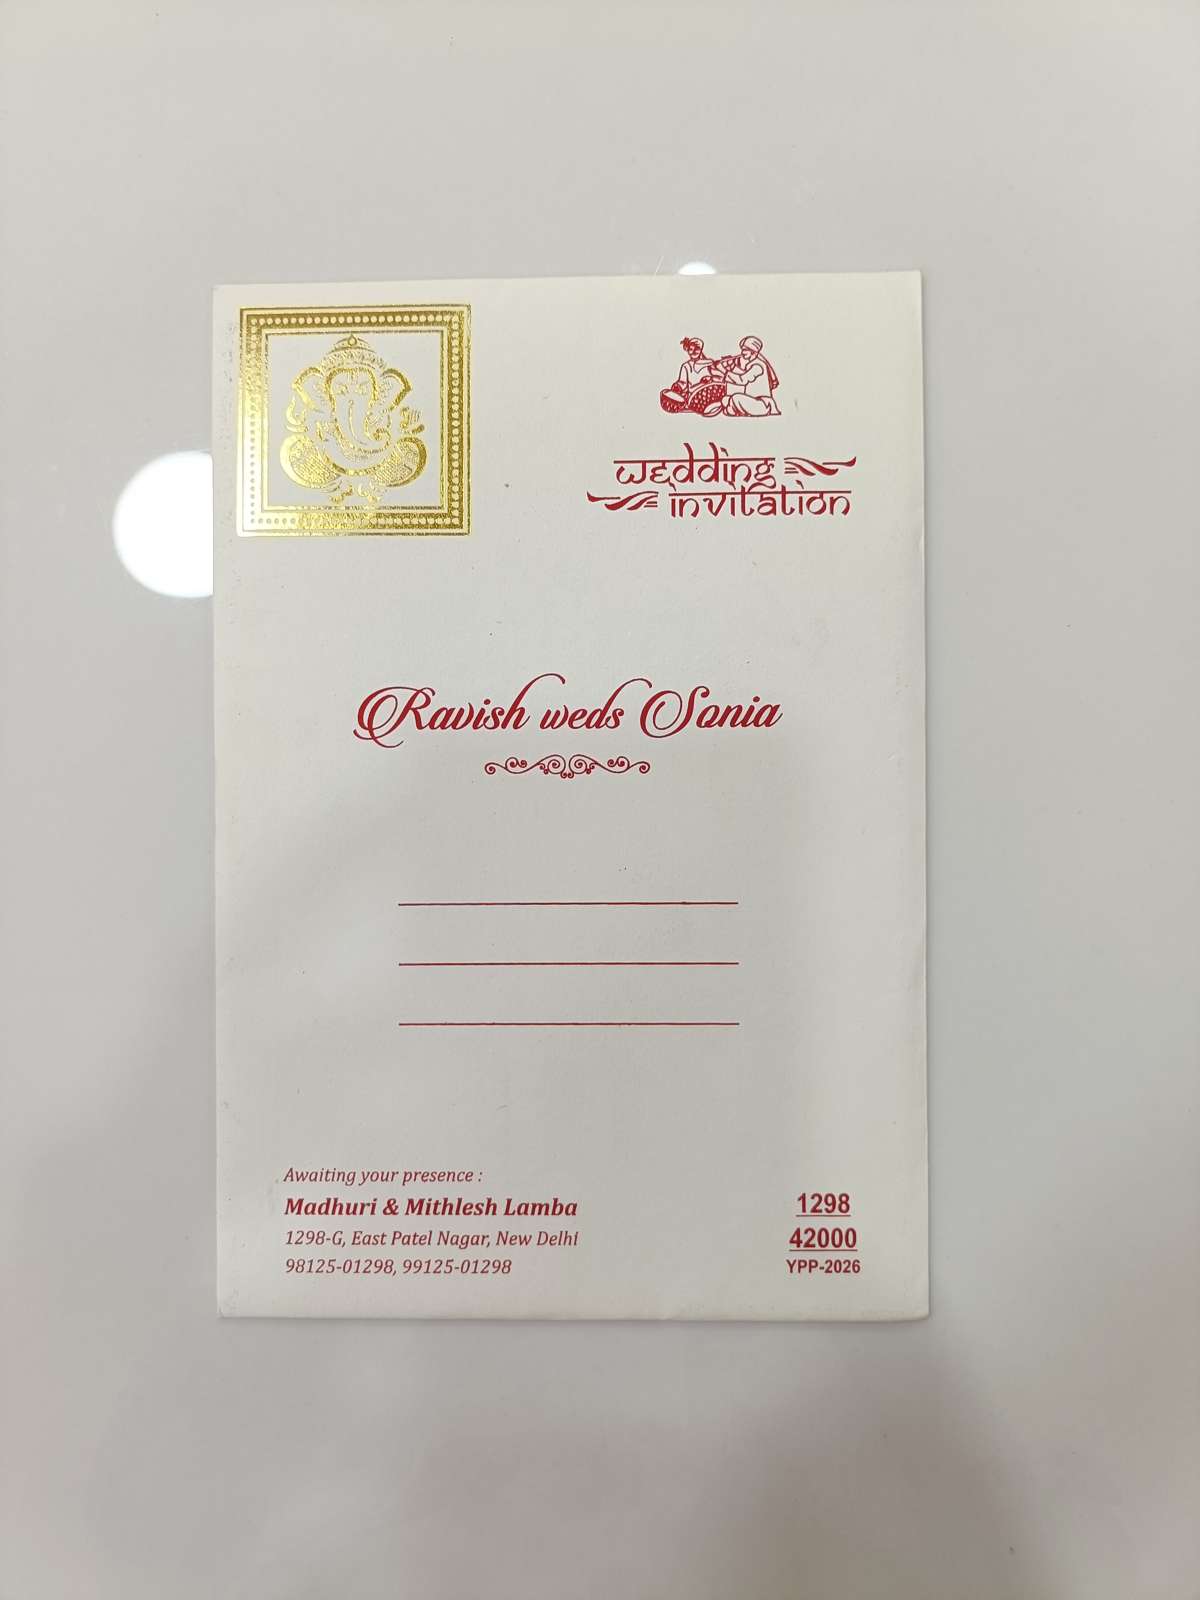 wedding
invitation
Ravish weds Sonia
Awaiting your presence :
Madhuri & Mithlesh Lamba
1298-G, East Patel Nagar, New Delhi
98125-01298, 99125-01298
1298
42000
YPP-2026